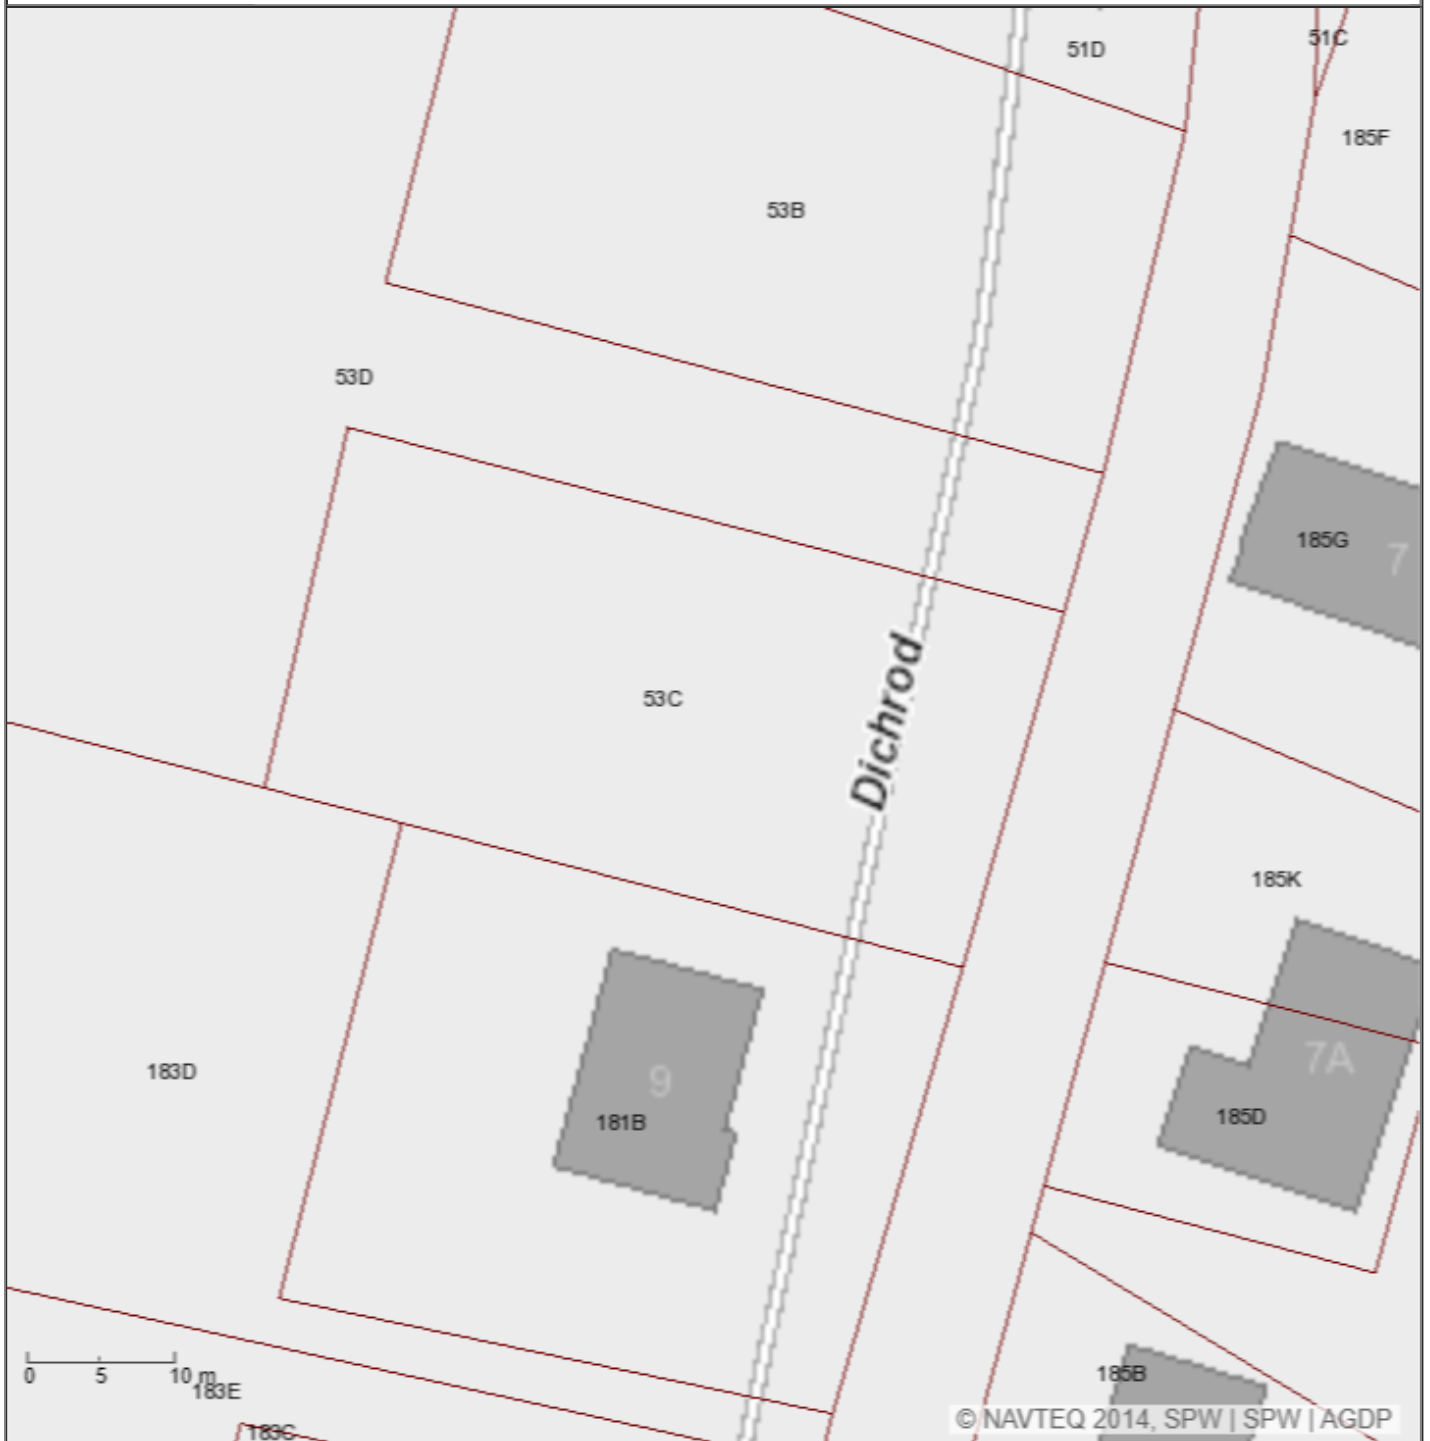 51D
51C
185F
53B
53D
185G
7
53C
Dichrod
185K
7A
183D
9
181B
185D
0 5 10 m
183E
185B
183C
© NAVTEQ 2014, SPW | SPW | AGDP